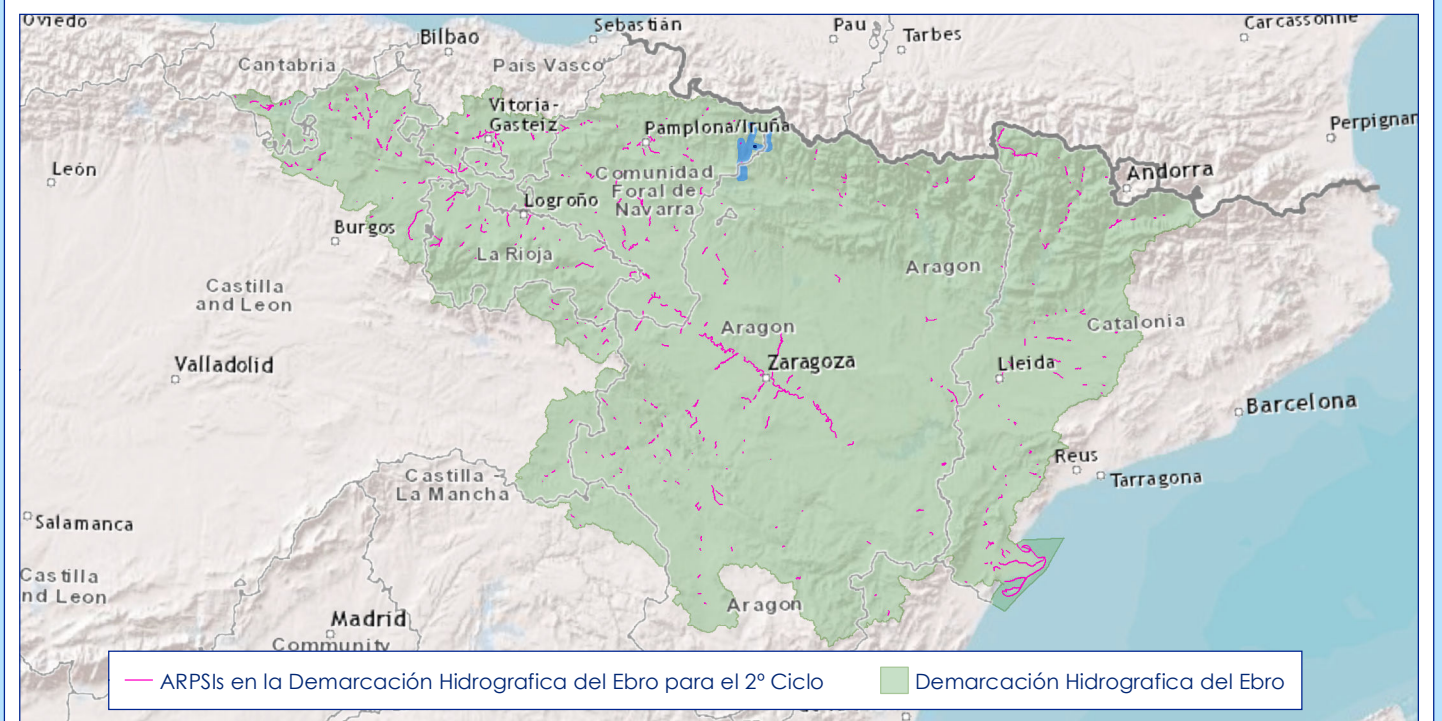 Oviedo
Bilbao
Sebastián
Pau
Tarbes
Carcassonne
Cantabria
País Vasco
Vitoria-
Gasteiz
Pamplona/Iruña
Perpignan
León
Comunidad
Foral de
Navarra
Andorra
Logroño
Burgos
La Rioja
Aragon
Castilla
and Leon
Aragon
Catalonia
Valladolid
Zaragoza
Lleida
Barcelona
Castilla
La Mancha
Reus
Tarragona
Salamanca
Castilla
nd Leon
Aragon
Madrid
Community
ARPSIs en la Demarcación Hidrografica del Ebro para el 2º Ciclo
Demarcación Hidrografica del Ebro